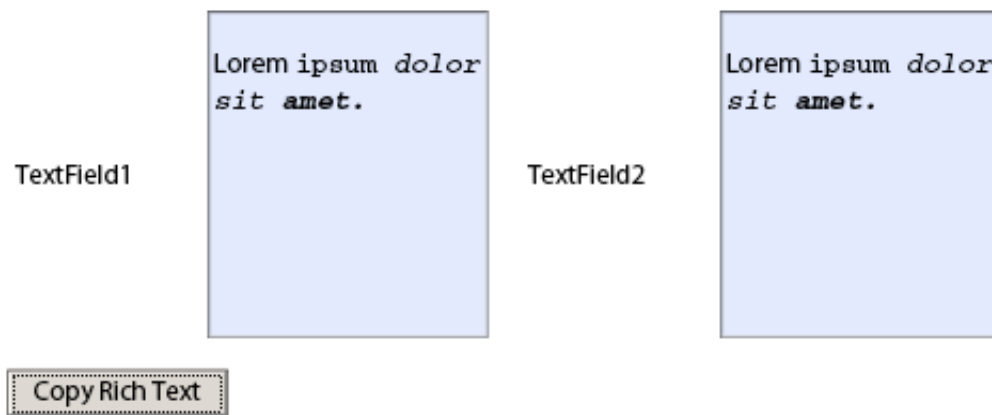 Lorem ipsum dolor
sit amet.
TextField1
Lorem ipsum dolor
sit amet.
TextField2
Copy Rich Text